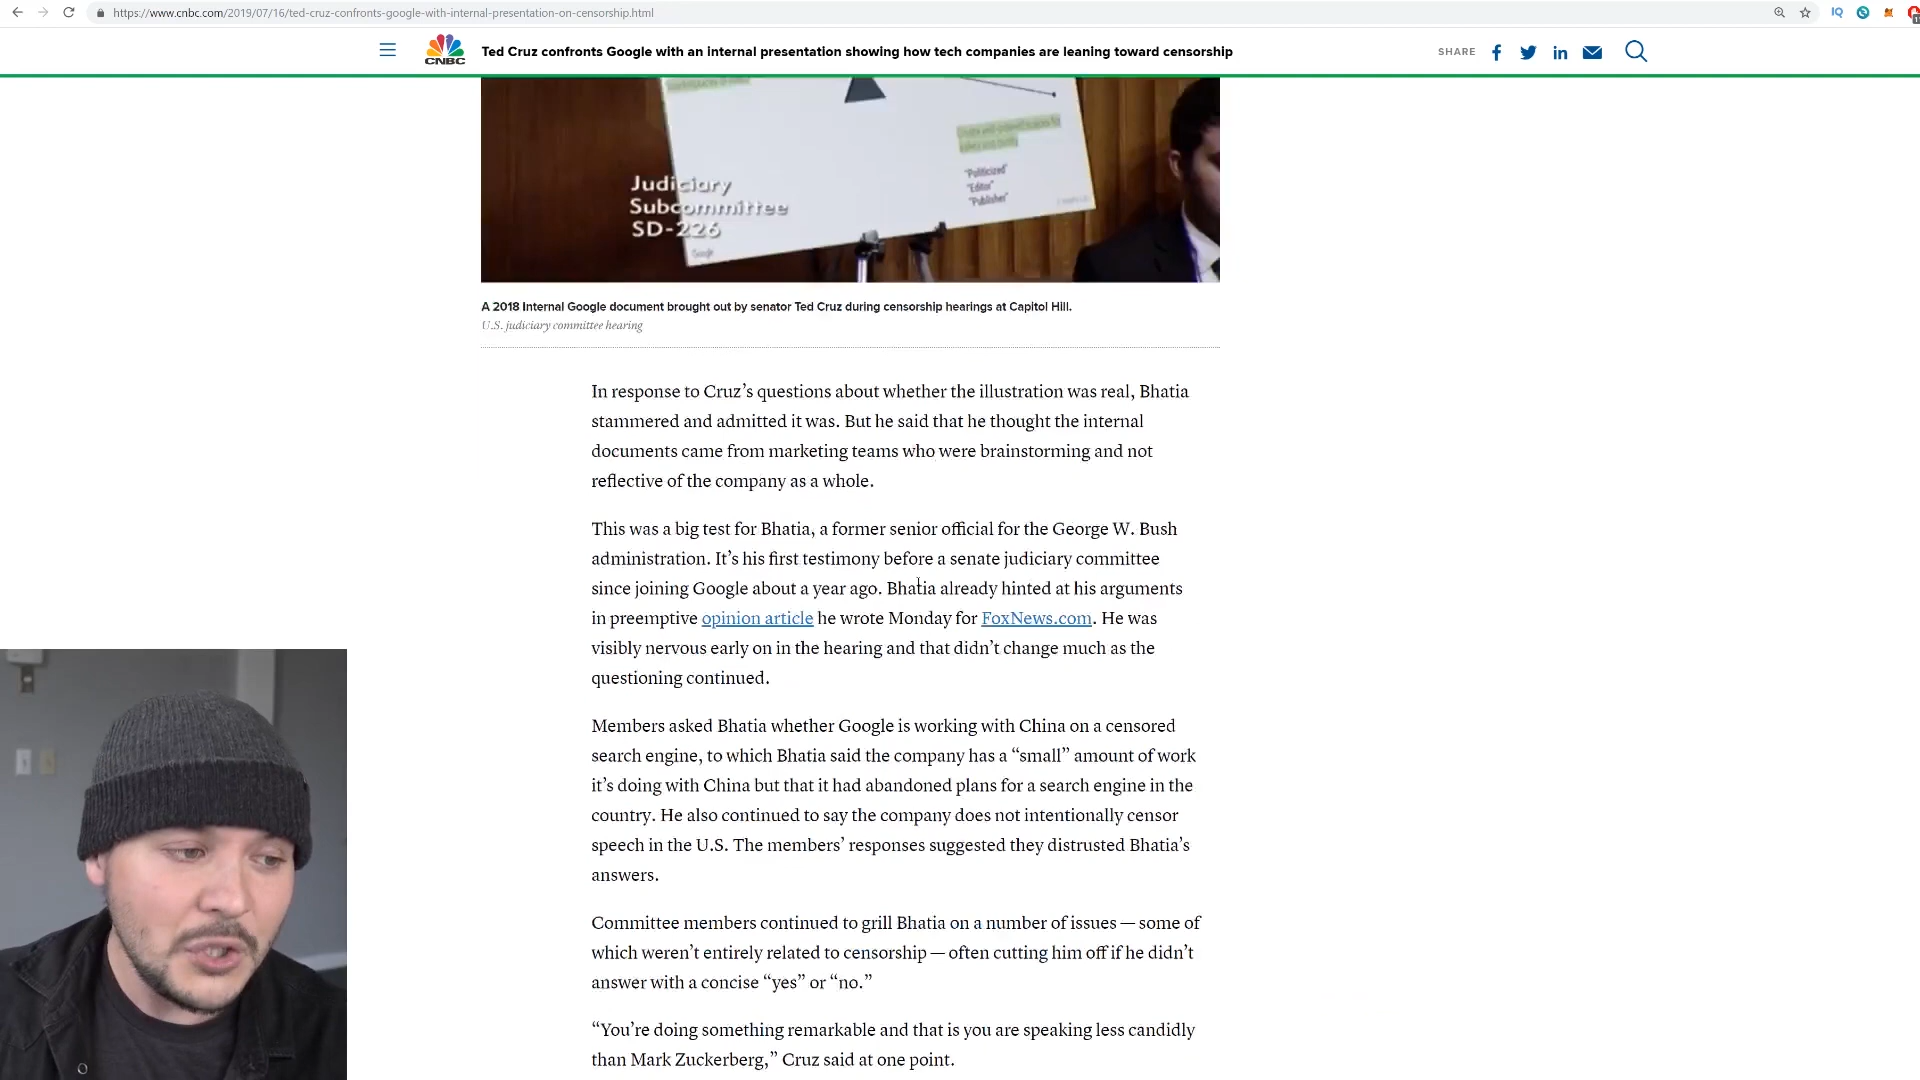 https://www.cnbc.com/2019/07/16/ted-cruz-confronts-google-with-internal-presentation-on-censorship.html
IQ
CNBC
Ted Cruz confronts Google with an internal presentation showing how tech companies are leaning toward censorship
SHARE
"Politicized"
"Editor"
"Publisher"
Judiciary
Subcommittee
SD-226
Google
A 2018 Internal Google document brought out by senator Ted Cruz during censorship hearings at Capitol Hill.
U.S. judiciary committee hearing
In response to Cruz’s questions about whether the illustration was real, Bhatia
stammered and admitted it was. But he said that he thought the internal
documents came from marketing teams who were brainstorming and not
reflective of the company as a whole.
This was a big test for Bhatia, a former senior official for the George W. Bush
administration. It’s his first testimony before a senate judiciary committee
since joining Google about a year ago. Bhatia already hinted at his arguments
in preemptive opinion article he wrote Monday for FoxNews.com. He was
visibly nervous early on in the hearing and that didn’t change much as the
questioning continued.
Members asked Bhatia whether Google is working with China on a censored
search engine, to which Bhatia said the company has a “small” amount of work
it’s doing with China but that it had abandoned plans for a search engine in the
country. He also continued to say the company does not intentionally censor
speech in the U.S. The members’ responses suggested they distrusted Bhatia’s
answers.
Committee members continued to grill Bhatia on a number of issues — some of
which weren’t entirely related to censorship — often cutting him off if he didn’t
answer with a concise “yes” or “no.”
“You’re doing something remarkable and that is you are speaking less candidly
than Mark Zuckerberg,” Cruz said at one point.